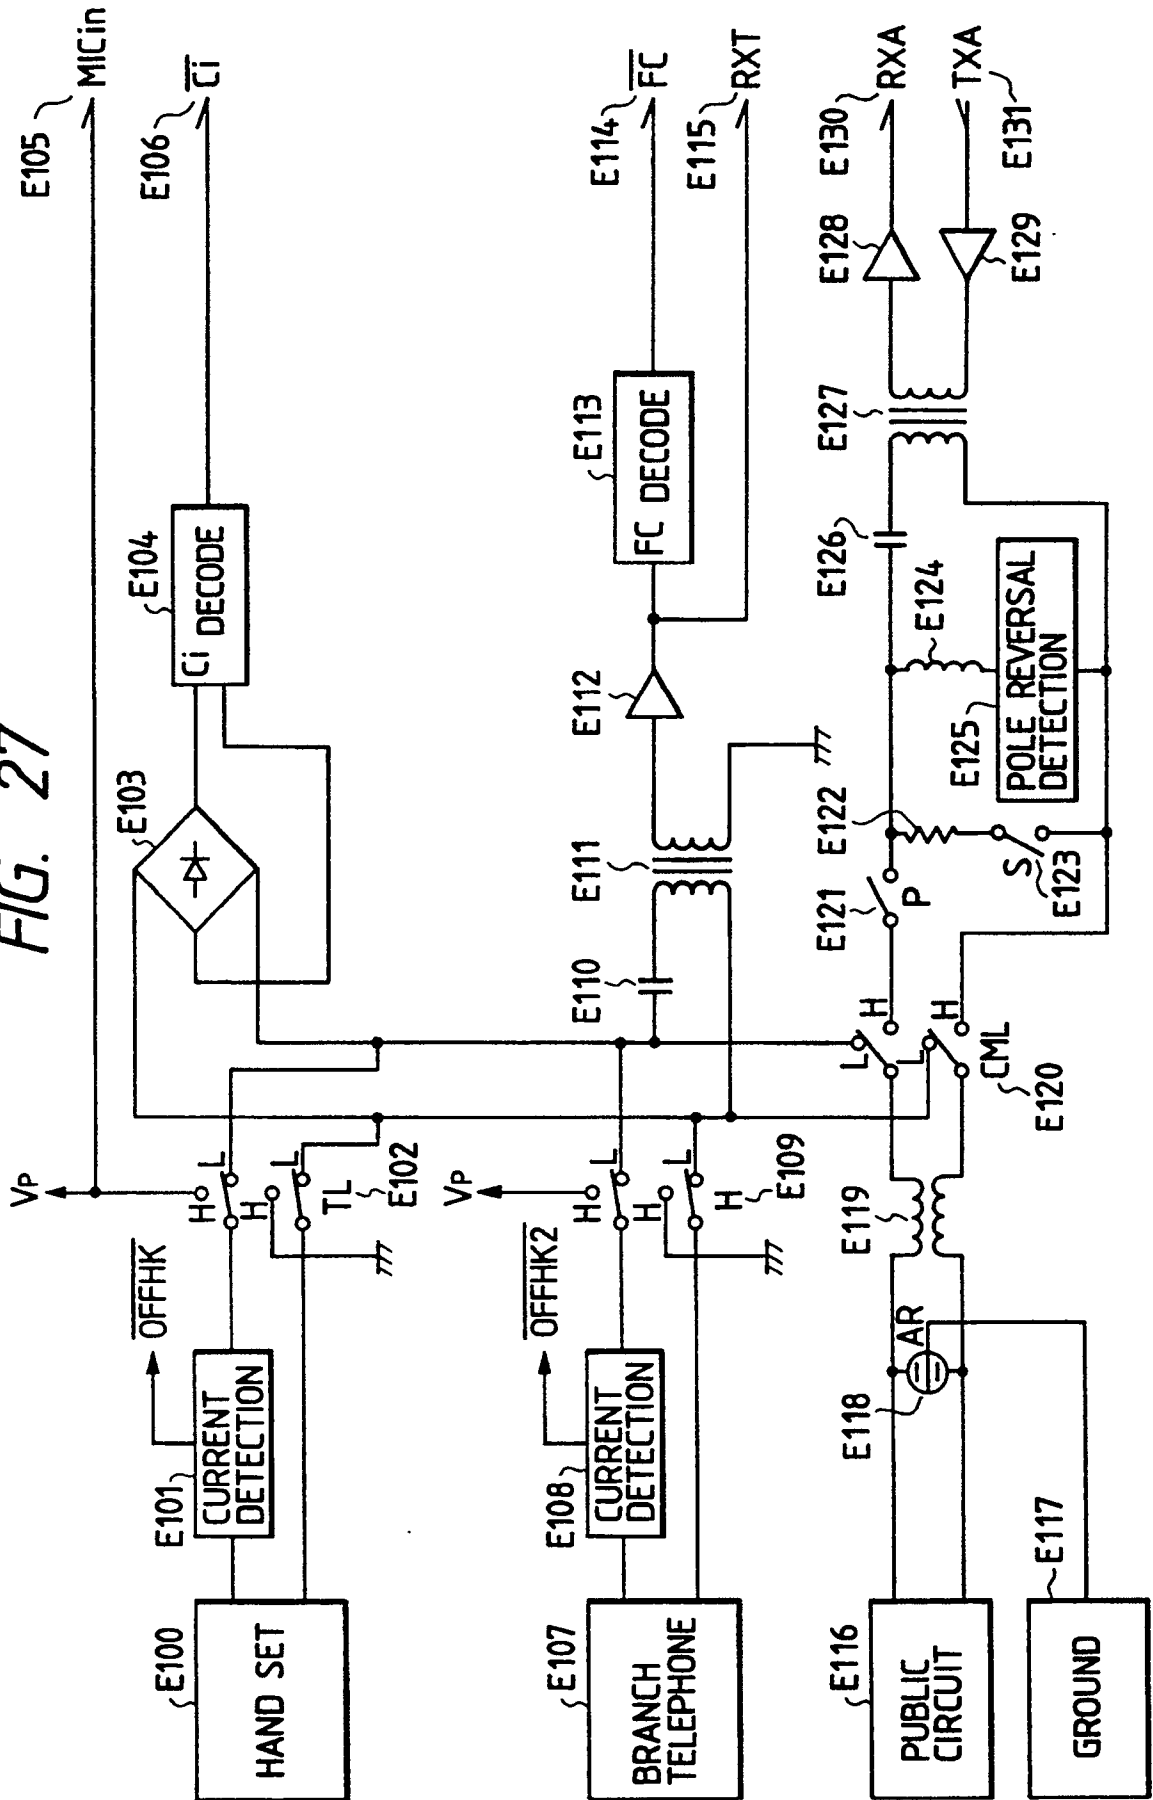 FIG. 27
E105
MICin
E106
Ci
E104
Ci
DECODE
E103
VP
H
L
H
L
TL
E102
OFFHK
E101
CURRENT
DETECTION
E100
HAND SET
E114
FC
E115
RXT
E113
FC DECODE
E112
E111
E110
VP
H
L
H
L
H
E109
OFFHK2
E108
CURRENT
DETECTION
E107
BRANCH
TELEPHONE
E130
RXA
TXA
E131
E128
E129
E127
E126
E124
E125
POLE REVERSAL
DETECTION
E122
S
E123
E121
P
H
L
H
L
CML
E120
E119
AR
E118
E116
PUBLIC
CIRCUIT
E117
GROUND